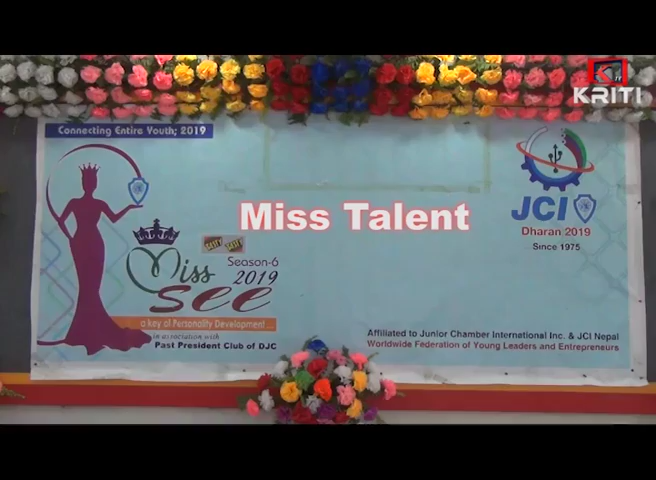 KRITI
Connecting Entire Youth; 2019
JCI
Dharan 2019
Since 1975
Miss Talent
Season-6
Miss 2019
see
a key of Personality Development...
in association with
Past President Club of DJC
Affiliated to Junior Chamber International Inc. & JCI Nepal
Worldwide Federation of Young Leaders and Entrepreneurs